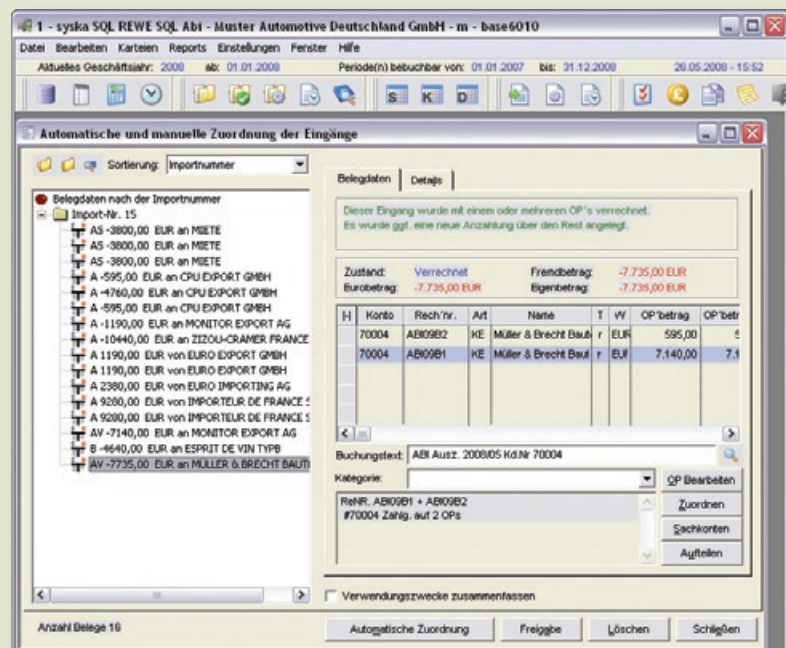 1 - syska SQL REWE SQL Abi - Muster Automotive Deutschland GmbH - m - base6010
Datei Bearbeiten Karteien Reports Einstellungen Fenster Hilfe
Aktuelles Geschäftsjahr: 2008 ab: 01.01.2008 Periode(n) bebuchbar von: 01.01.2007 bis: 31.12.2008 26.05.2008 - 15:52
S K D
Automatische und manuelle Zuordnung der Eingänge
Sortierung: Importnummer
Belegdaten nach der Importnummer
Import-Nr. 15
AS -3800,00 EUR an MIETE
AS -3800,00 EUR an MIETE
AS -3800,00 EUR an MIETE
A -595,00 EUR an CPU EXPORT GMBH
A -4760,00 EUR an CPU EXPORT GMBH
A -595,00 EUR an CPU EXPORT GMBH
A -1190,00 EUR an MONITOR EXPORT AG
A -10440,00 EUR an ZIZOU-CRAMER FRANCE
A 1190,00 EUR von EURO EXPORT GMBH
A 1190,00 EUR von EURO EXPORT GMBH
A 2380,00 EUR von EURO IMPORTING AG
A 9280,00 EUR von IMPORTEUR DE FRANCE S
A 9280,00 EUR von IMPORTEUR DE FRANCE S
AV -7140,00 EUR an MONITOR EXPORT AG
B -4640,00 EUR an ESPRIT DE VIN TYPB
AV -7735,00 EUR an MÜLLER & BRECHT BAUTI
Anzahl Belege 16
Belegdaten Details
Dieser Eingang wurde mit einem oder mehreren OP's verrechnet.
Es wurde ggf. eine neue Anzahlung über den Rest angelegt.
Zustand: Verrechnet Fremdbetrag: -7.735,00 EUR
Eurobetrag: -7.735,00 EUR Eigenbetrag: -7.735,00 EUR
[-] Konto Rech'nr. Art Name T W OP'betrag OP'betr
70004 ABI09B2 KE Müller & Brecht Baut r EUR 595,00 5
70004 ABI09B1 KE Müller & Brecht Baut r EUR 7.140,00 7.1
Buchungstext: ABI Ausz. 2008/05 Kd.Nr 70004
Kategorie:
OP Bearbeiten
ReNR. ABI09B1 + ABI09B2
#70004 Zahlg. auf 2 OPs
Zuordnen
Sachkonten
Aufteilen
Verwendungszwecke zusammenfassen
Automatische Zuordnung Freigabe Löschen Schließen